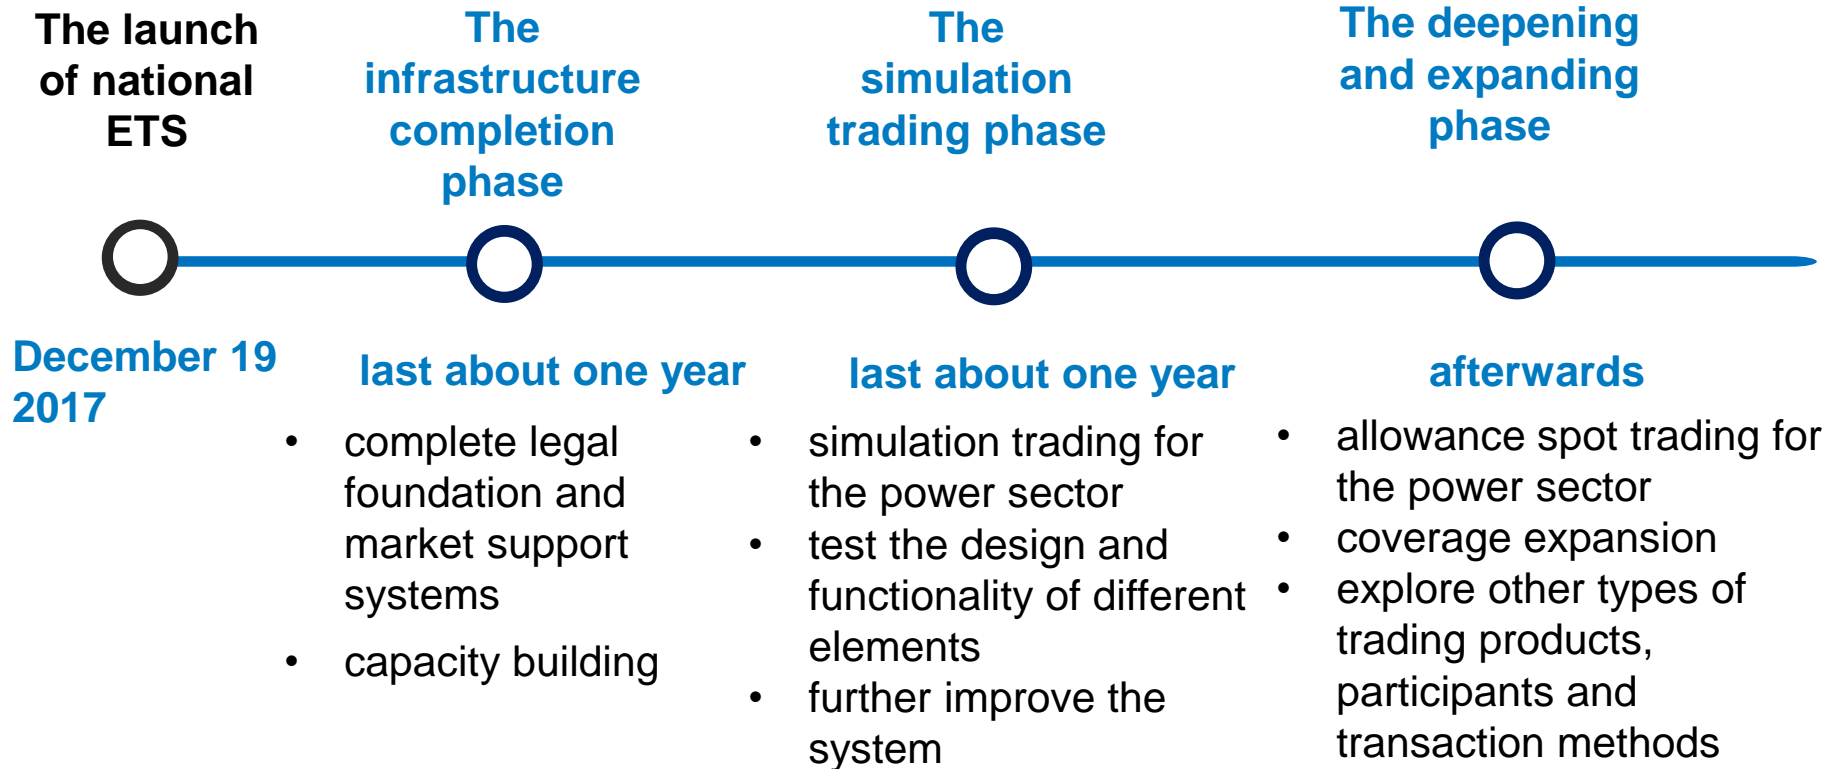 The launch
of national
ETS
The
infrastructure
completion
phase
The
simulation
trading phase
The deepening
and expanding
phase
December 19
2017
last about one year
• complete legal
foundation and
market support
systems
• capacity building
last about one year
• simulation trading for
the power sector
• test the design and
functionality of different
elements
• further improve the
system
afterwards
• allowance spot trading for
the power sector
• coverage expansion
• explore other types of
trading products,
participants and
transaction methods